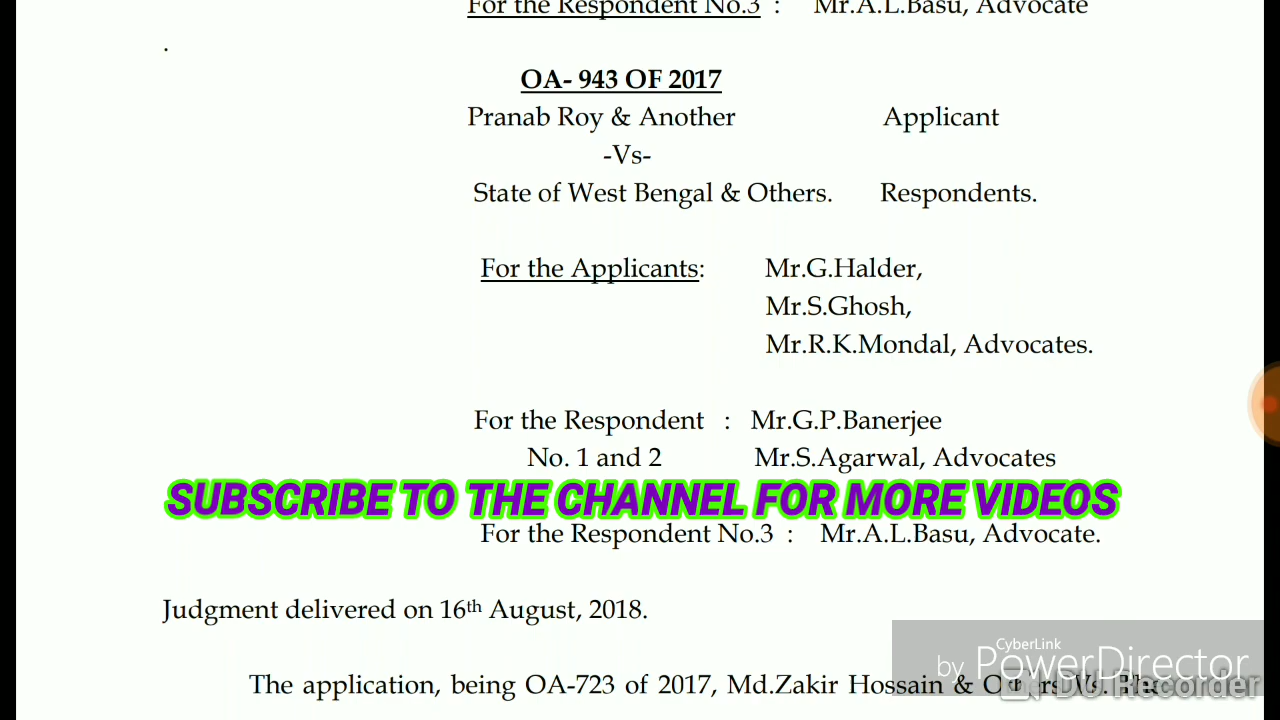 For the Respondent No.3 : Mr.A.L.Basu, Advocate
.
OA- 943 OF 2017
Pranab Roy & Another Applicant
-Vs-
State of West Bengal & Others. Respondents.
For the Applicants: Mr.G.Halder,
Mr.S.Ghosh,
Mr.R.K.Mondal, Advocates.
For the Respondent : Mr.G.P.Banerjee
No. 1 and 2 Mr.S.Agarwal, Advocates
SUBSCRIBE TO THE CHANNEL FOR MORE VIDEOS
For the Respondent No.3 : Mr.A.L.Basu, Advocate.
Judgment delivered on 16th August, 2018.
CyberLink
by PowerDirector
The application, being OA-723 of 2017, Md.Zakir Hossain & Others Vs.
DU Recorder